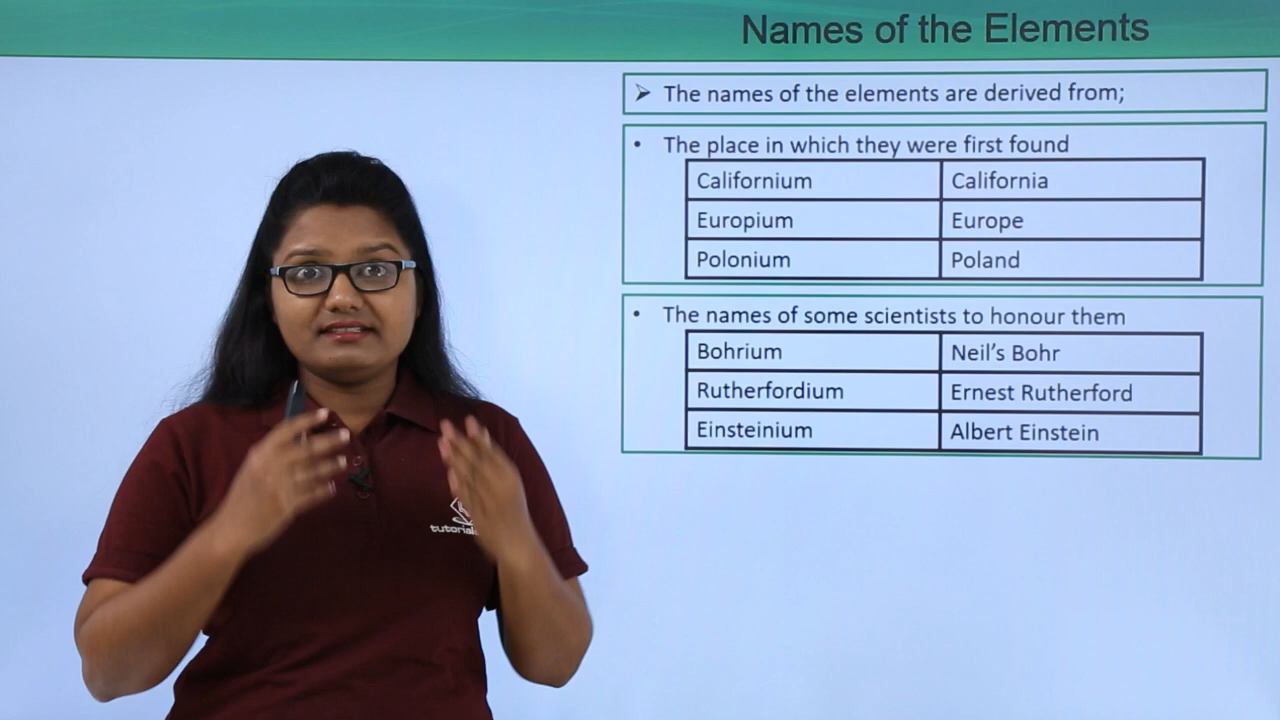 Names of the Elements
➢ The names of the elements are derived from;
• The place in which they were first found
Californium California
Europium Europe
Polonium Poland
• The names of some scientists to honour them
Bohrium Neil's Bohr
Rutherfordium Ernest Rutherford
Einsteinium Albert Einstein